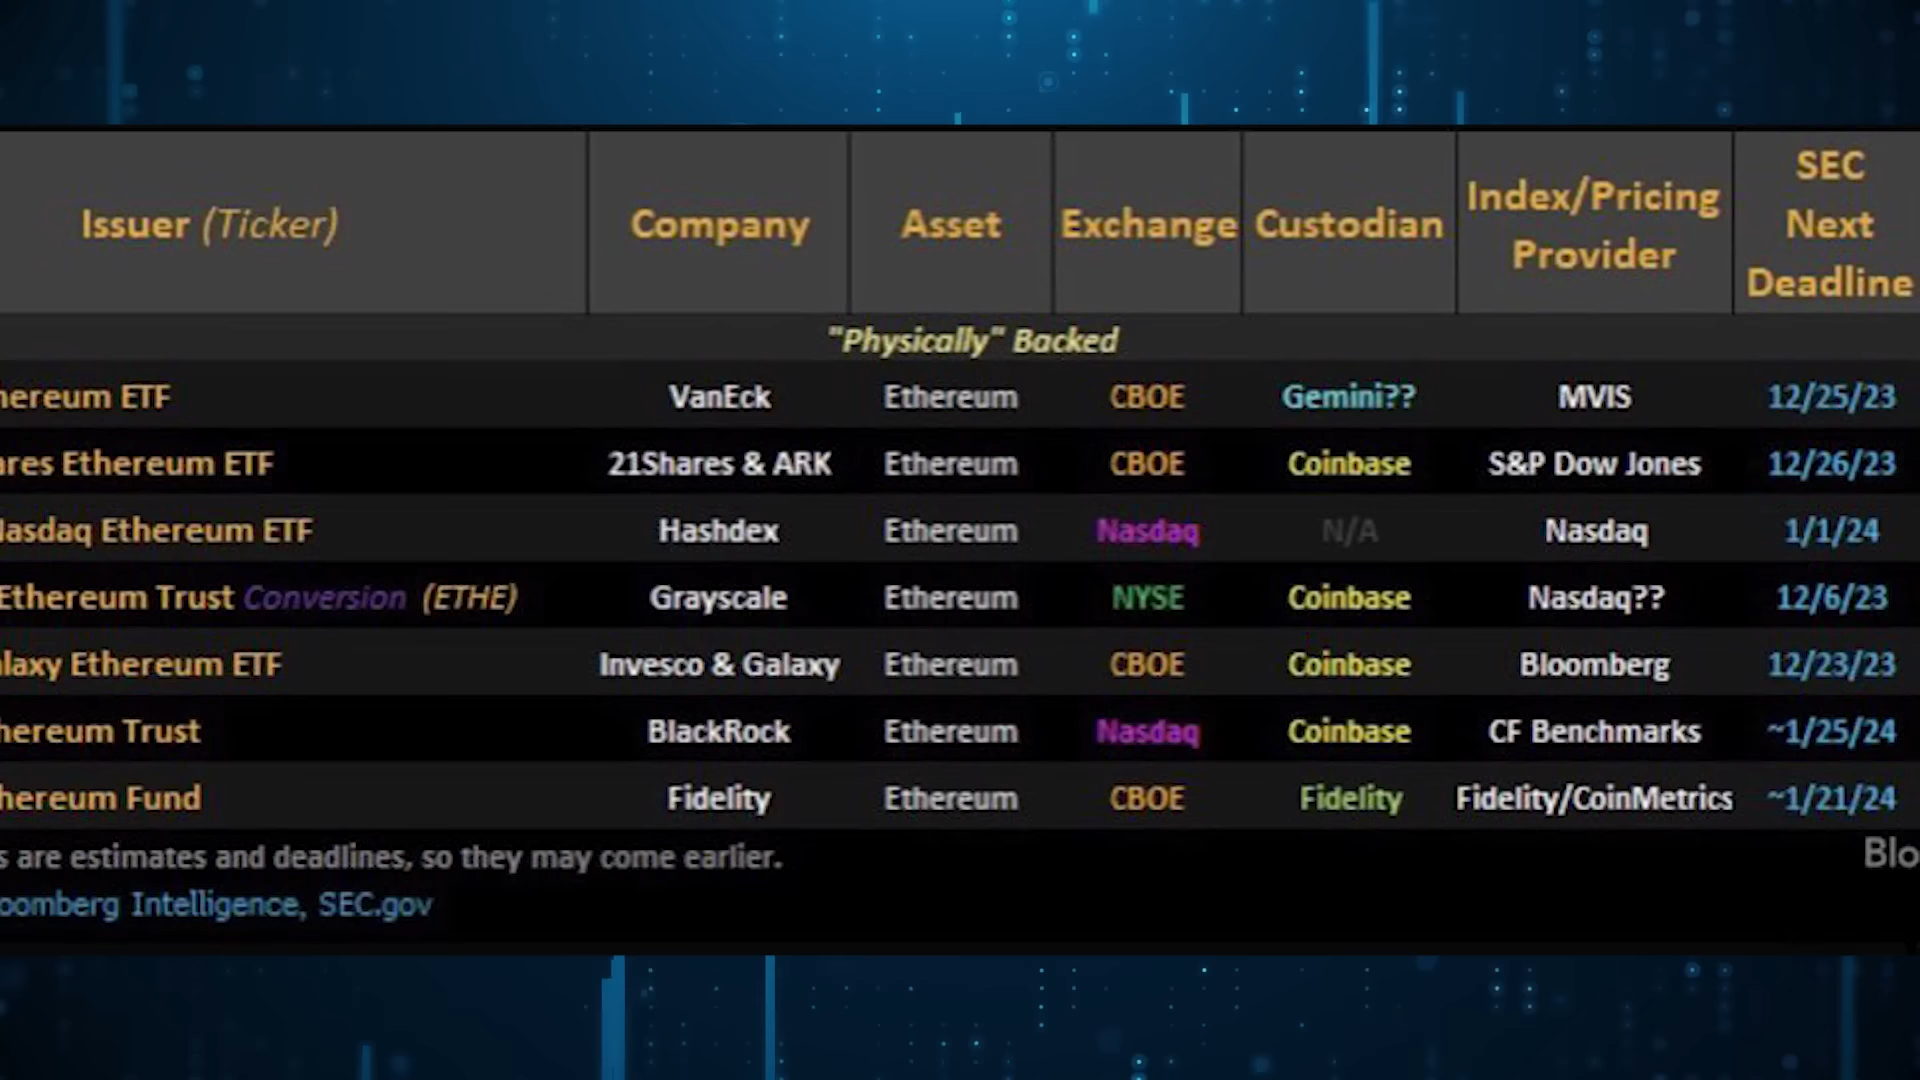 Issuer (Ticker) Company Asset Exchange Custodian Index/Pricing Provider SEC Next Deadline
"Physically" Backed
hereum ETF VanEck Ethereum CBOE Gemini?? MVIS 12/25/23
ares Ethereum ETF 21Shares & ARK Ethereum CBOE Coinbase S&P Dow Jones 12/26/23
Nasdaq Ethereum ETF Hashdex Ethereum Nasdaq N/A Nasdaq 1/1/24
Ethereum Trust Conversion (ETHE) Grayscale Ethereum NYSE Coinbase Nasdaq?? 12/6/23
alaxy Ethereum ETF Invesco & Galaxy Ethereum CBOE Coinbase Bloomberg 12/23/23
hereum Trust BlackRock Ethereum Nasdaq Coinbase CF Benchmarks ~1/25/24
hereum Fund Fidelity Ethereum CBOE Fidelity Fidelity/CoinMetrics ~1/21/24
s are estimates and deadlines, so they may come earlier. Blo
oomberg Intelligence, SEC.gov